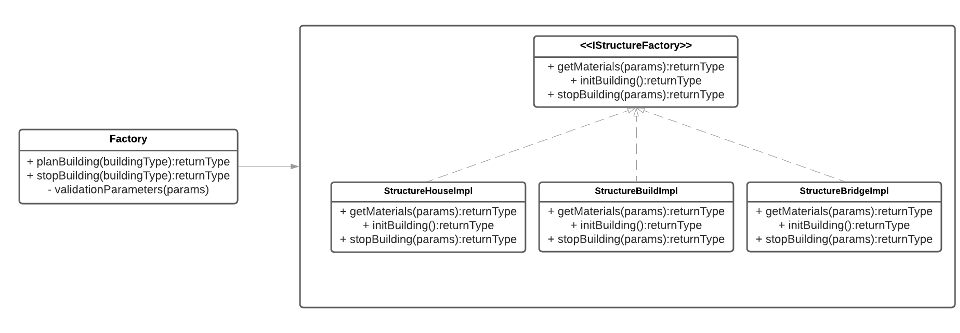 <<IStructureFactory>>
+ getMaterials(params):returnType
+ initBuilding():returnType
+ stopBuilding(params):returnType
Factory
+ planBuilding(buildingType):returnType
+ stopBuilding(buildingType):returnType
- validationParameters(params)
StructureHouseImpl
+ getMaterials(params):returnType
+ initBuilding():returnType
+ stopBuilding(params):returnType
StructureBuildImpl
+ getMaterials(params):returnType
+ initBuilding():returnType
+ stopBuilding(params):returnType
StructureBridgeImpl
+ getMaterials(params):returnType
+ initBuilding():returnType
+ stopBuilding(params):returnType